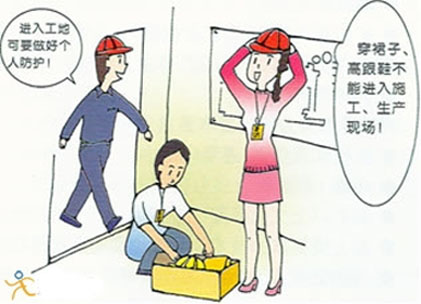 进入工地
可要做好个
人防护！
穿裙子、
高跟鞋不
能进入施
工、生产
现场！